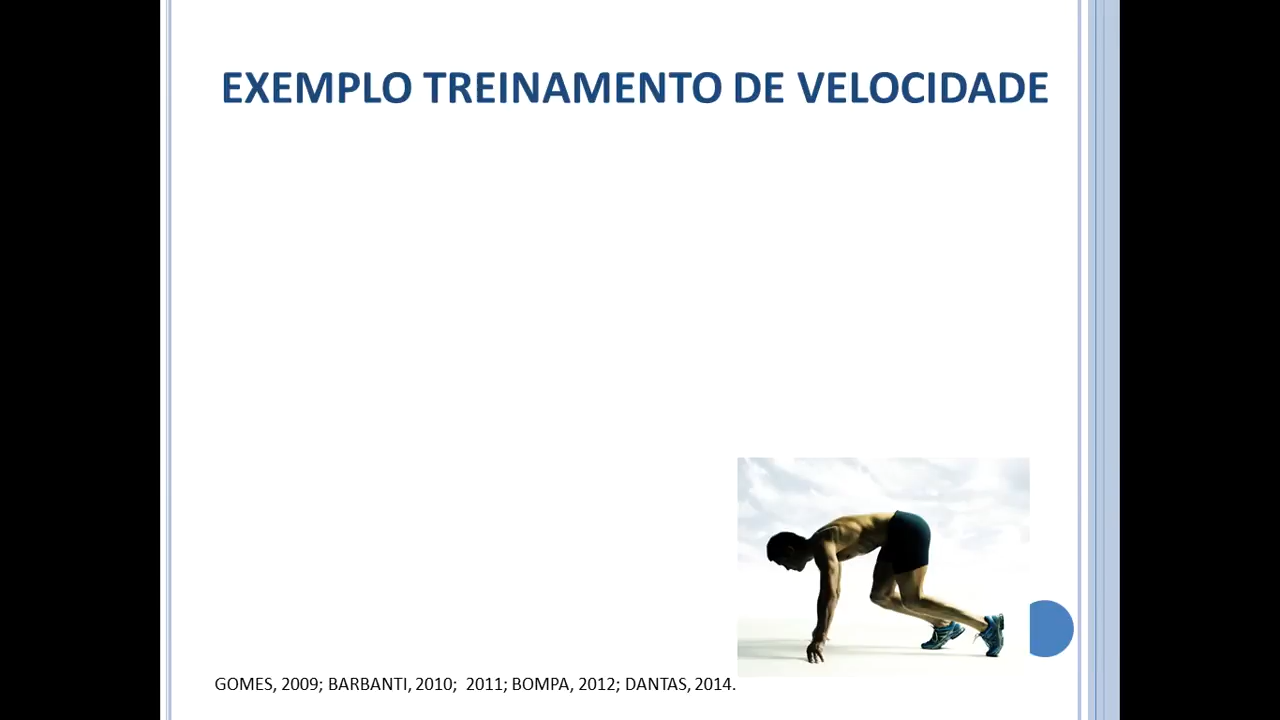 EXEMPLO TREINAMENTO DE VELOCIDADE
GOMES, 2009; BARBANTI, 2010;  2011; BOMPA, 2012; DANTAS, 2014.